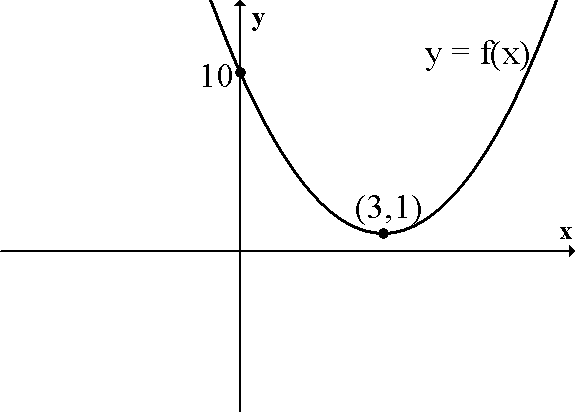 y
y = f(x)
10
(3,1)
x